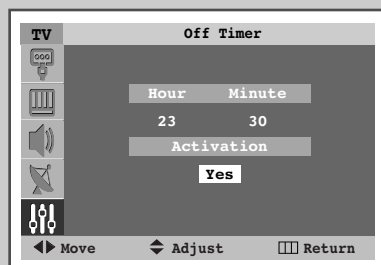 TV Off Timer
Hour Minute
23 30
Activation
Yes
Move Adjust Return